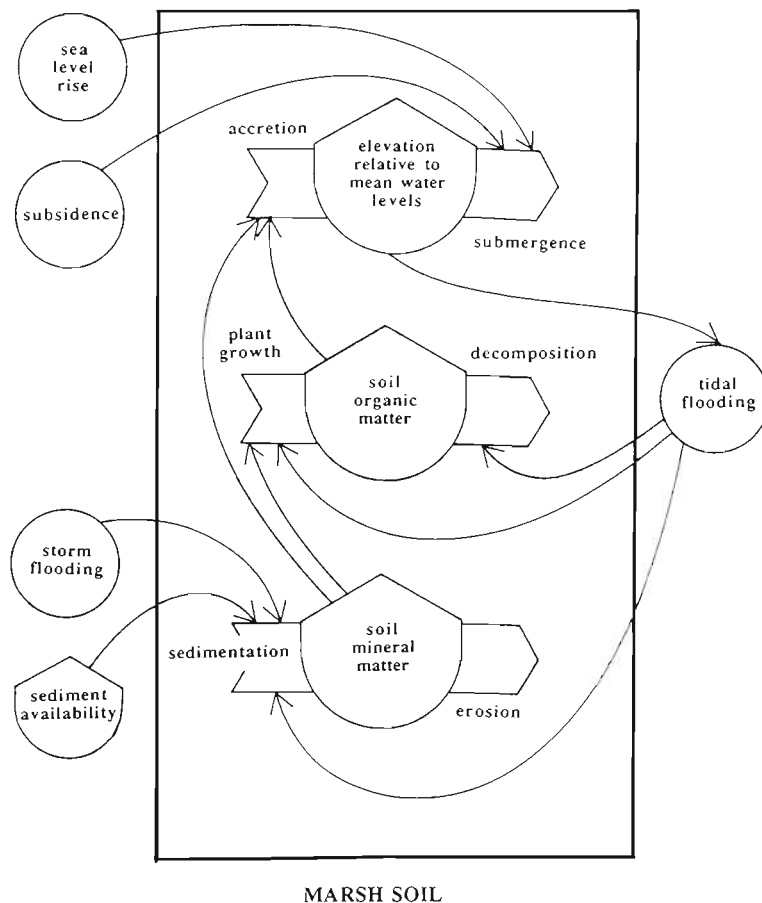 sea
level
rise
accretion
elevation
relative to
mean water
levels
subsidence
submergence
plant
growth
decomposition
soil
organic
matter
tidal
flooding
storm
flooding
sedimentation
soil
mineral
matter
sediment
availability
erosion
MARSH SOIL